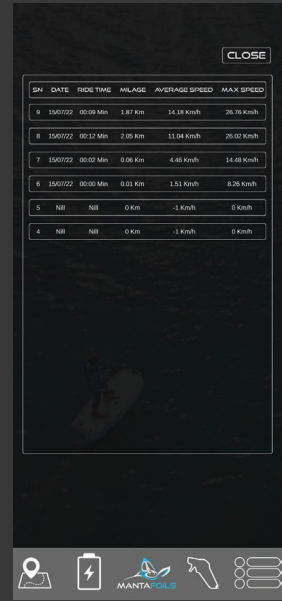 CLOSE
SN DATE RIDE TIME MILAGE AVERAGE SPEED MAX SPEED
9 15/07/22 00:09 Min 1.87 Km 14.18 Km/h 26.76 Km/h
8 15/07/22 00:12 Min 2.05 Km 11.04 Km/h 26.02 Km/h
7 15/07/22 00:02 Min 0.06 Km 4.46 Km/h 14.48 Km/h
6 15/07/22 00:00 Min 0.01 Km 1.51 Km/h 8.26 Km/h
5 Nill Nill 0 Km -1 Km/h 0 Km/h
4 Nill Nill 0 Km -1 Km/h 0 Km/h
MANTAFOILS